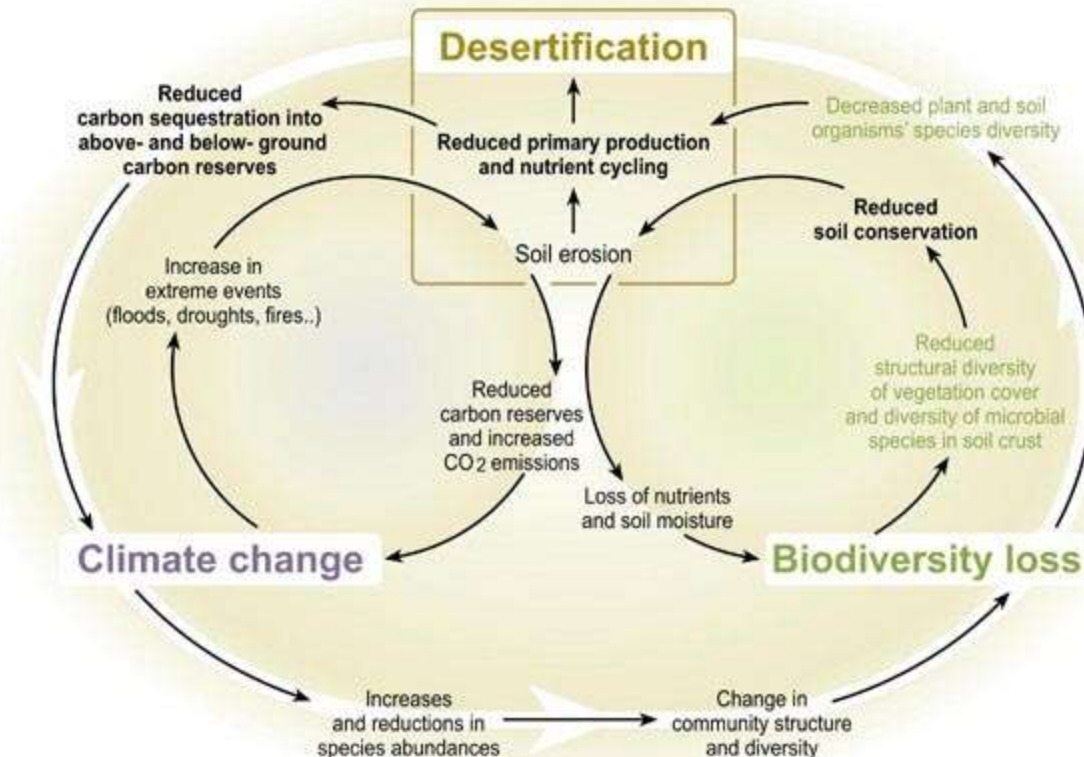 Desertification
Reduced
carbon sequestration into
above- and below- ground
carbon reserves
Reduced primary production
and nutrient cycling
Decreased plant and soil
organisms' species diversity
Reduced
soil conservation
Soil erosion
Increase in
extreme events
(floods, droughts, fires..)
Reduced
structural diversity
of vegetation cover
and diversity of microbial
species in soil crust
Reduced
carbon reserves
and increased
CO2 emissions
Loss of nutrients
and soil moisture
Climate change
Biodiversity loss
Increases
and reductions in
species abundances
Change in
community structure
and diversity